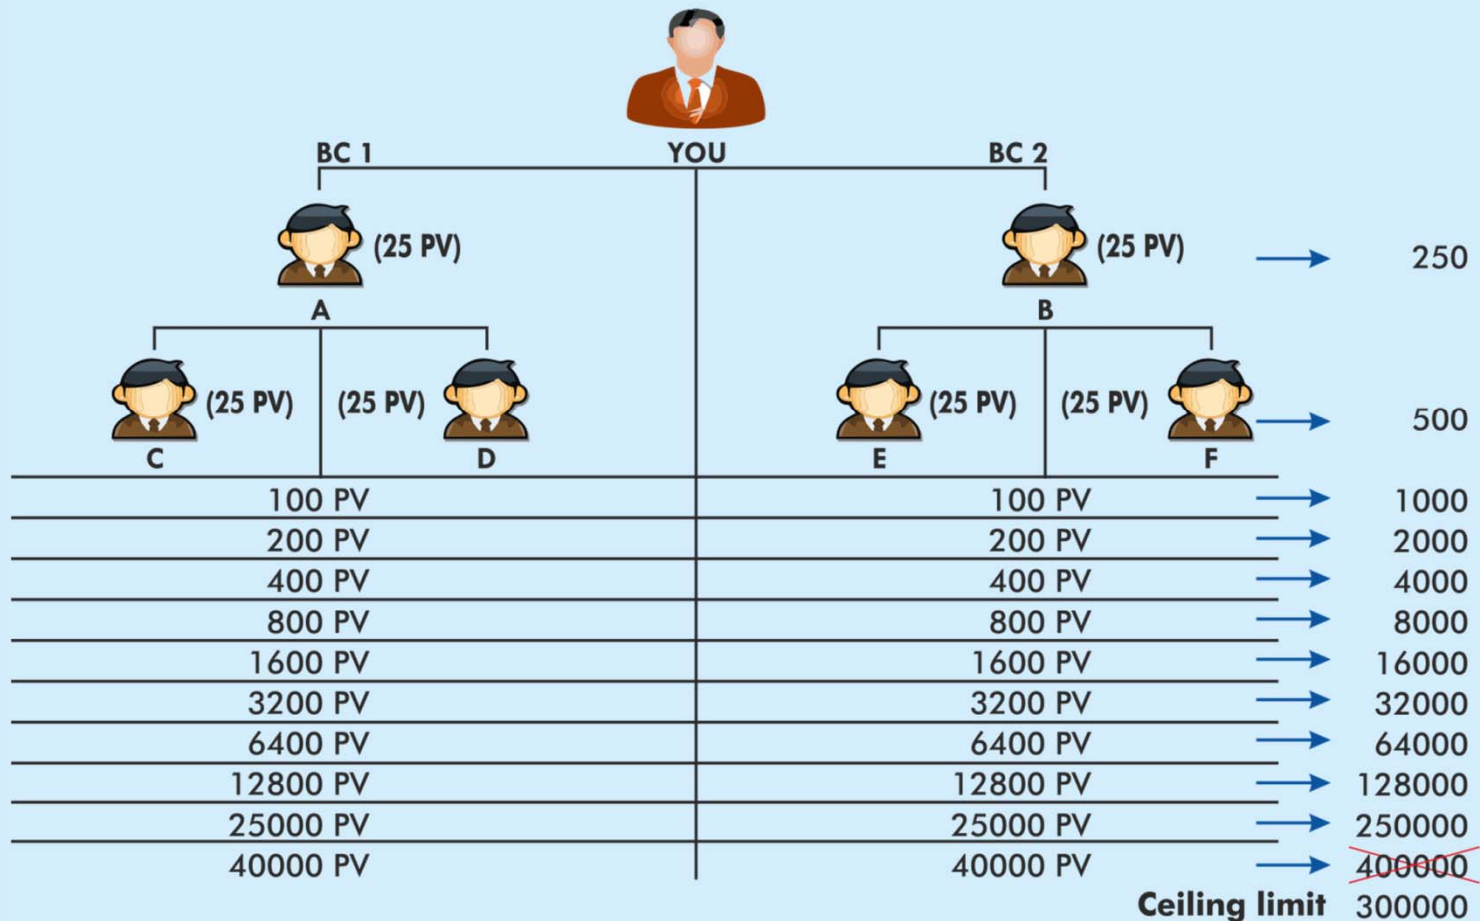 BC 1 YOU BC 2
(25 PV) (25 PV) 250
A B
(25 PV) (25 PV) (25 PV) (25 PV) 500
C D E F
100 PV 100 PV 1000
200 PV 200 PV 2000
400 PV 400 PV 4000
800 PV 800 PV 8000
1600 PV 1600 PV 16000
3200 PV 3200 PV 32000
6400 PV 6400 PV 64000
12800 PV 12800 PV 128000
25000 PV 25000 PV 250000
40000 PV 40000 PV 400000
Ceiling limit 300000